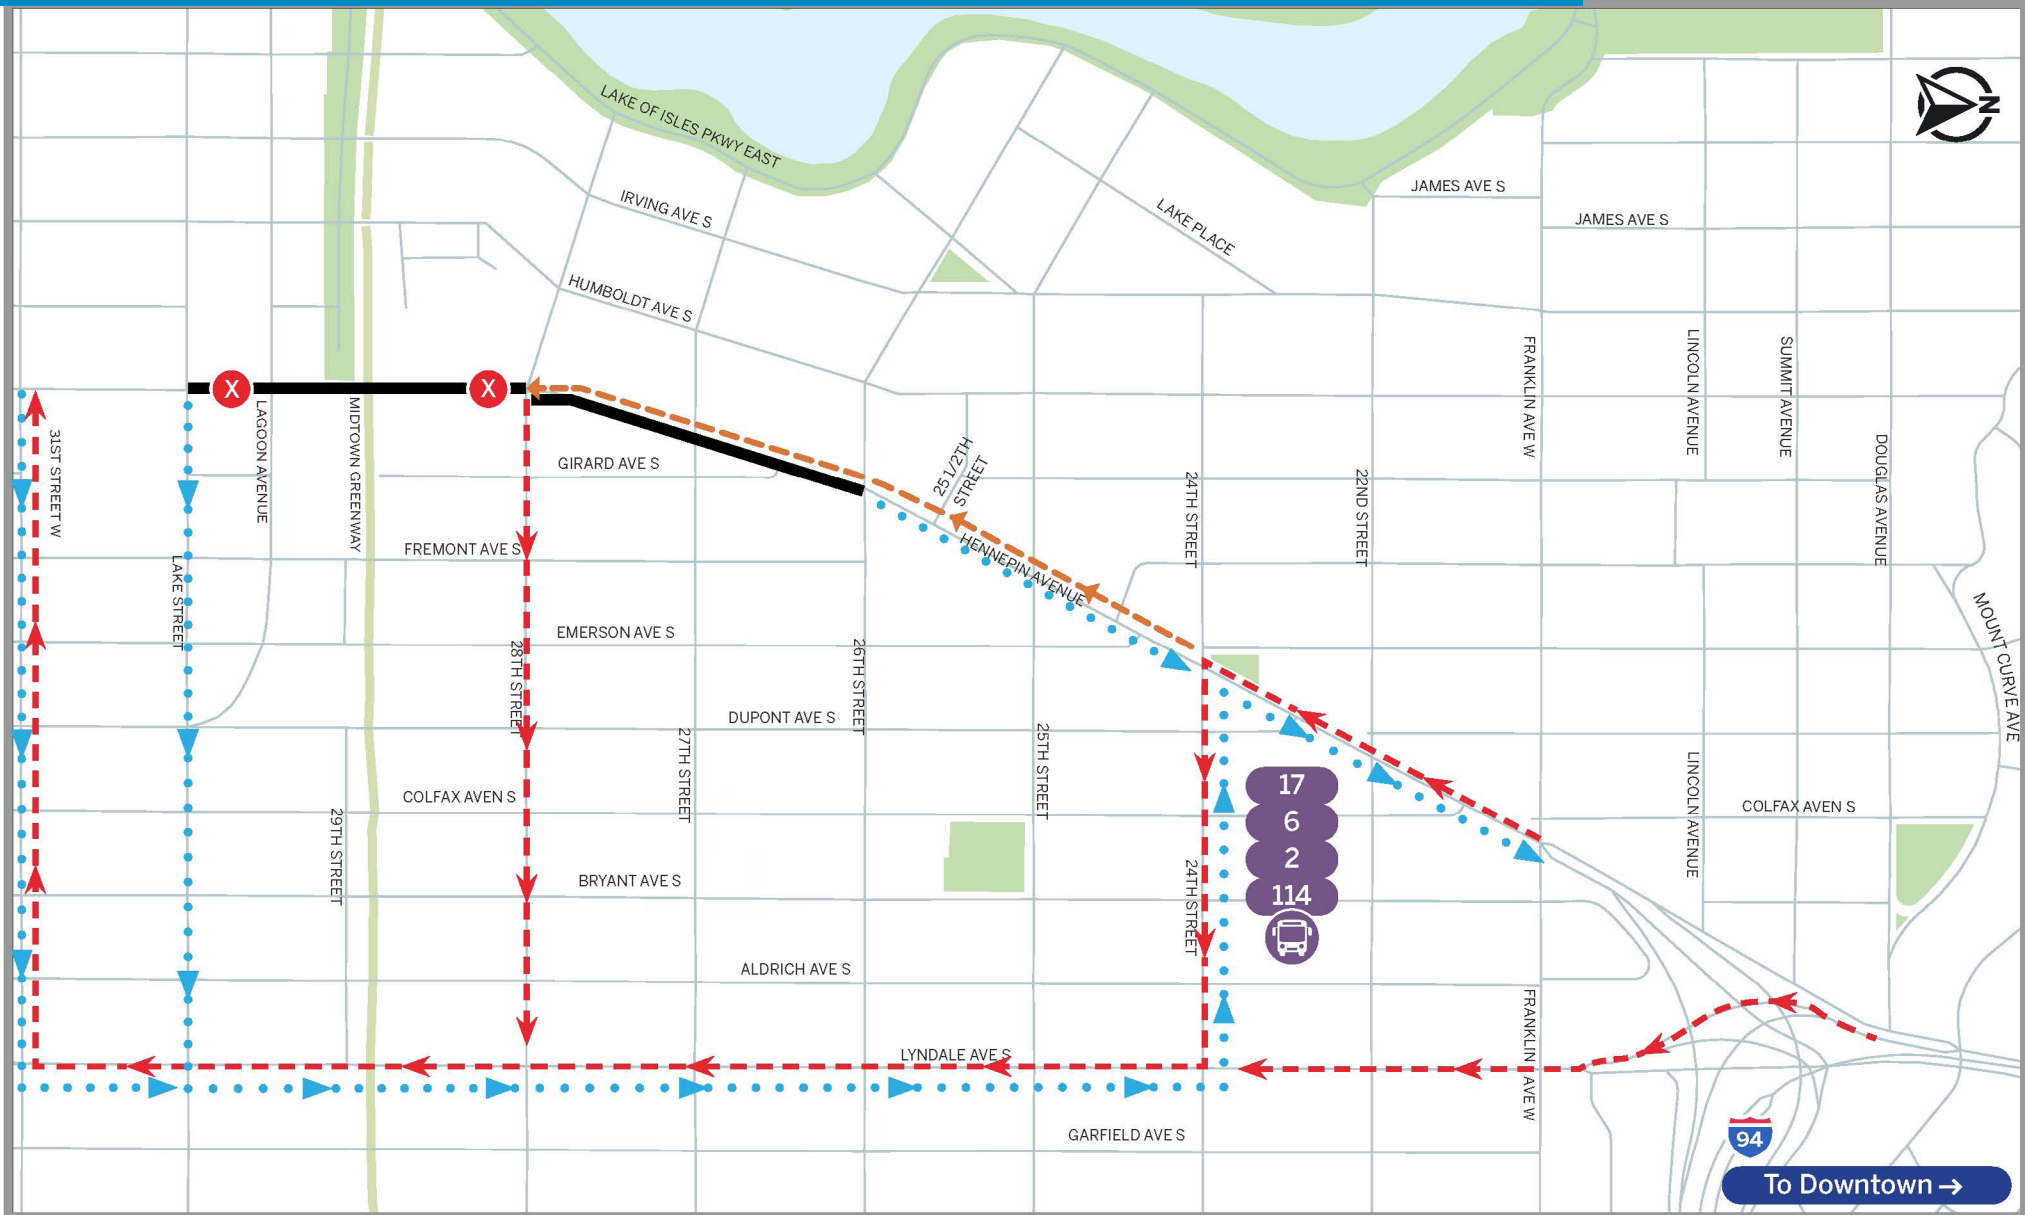 LAKE OF ISLES PKWY EAST
N
IRVING AVE S
LAKE PLACE
JAMES AVE S
JAMES AVE S
HUMBOLDT AVE S
X
X
31ST STREET W
LAGOON AVENUE
MIDTOWN GREENWAY
GIRARD AVE S
25 1/2TH
STREET
FRANKLIN AVE W
LINCOLN AVENUE
SUMMIT AVENUE
24TH STREET
22ND STREET
DOUGLAS AVENUE
FREMONT AVE S
HENNEPIN AVENUE
LAKE STREET
EMERSON AVE S
28TH STREET
26TH STREET
MOUNT CURVE AVE
DUPONT AVE S
27TH STREET
25TH STREET
17
6
2
114
COLFAX AVEN S
29TH STREET
LINCOLN AVENUE
COLFAX AVEN S
BRYANT AVE S
24TH STREET
ALDRICH AVE S
FRANKLIN AVE W
LYNDALE AVE S
GARFIELD AVE S
94
To Downtown →